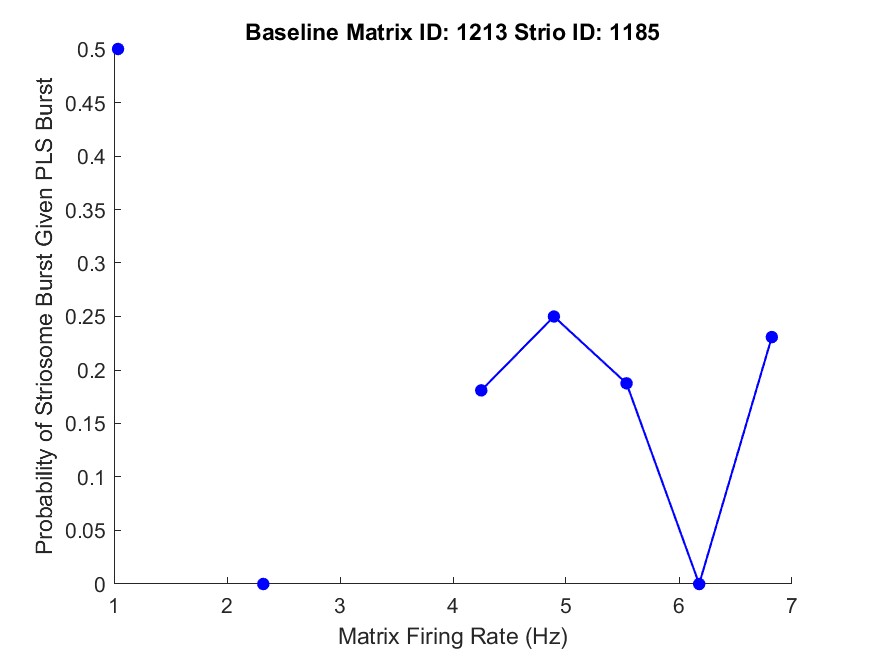 Baseline Matrix ID: 1213 Strio ID: 1185
Probability of Striosome Burst Given PLS Burst
0.5
0.45
0.4
0.35
0.3
0.25
0.2
0.15
0.1
0.05
0
1 2 3 4 5 6 7
Matrix Firing Rate (Hz)